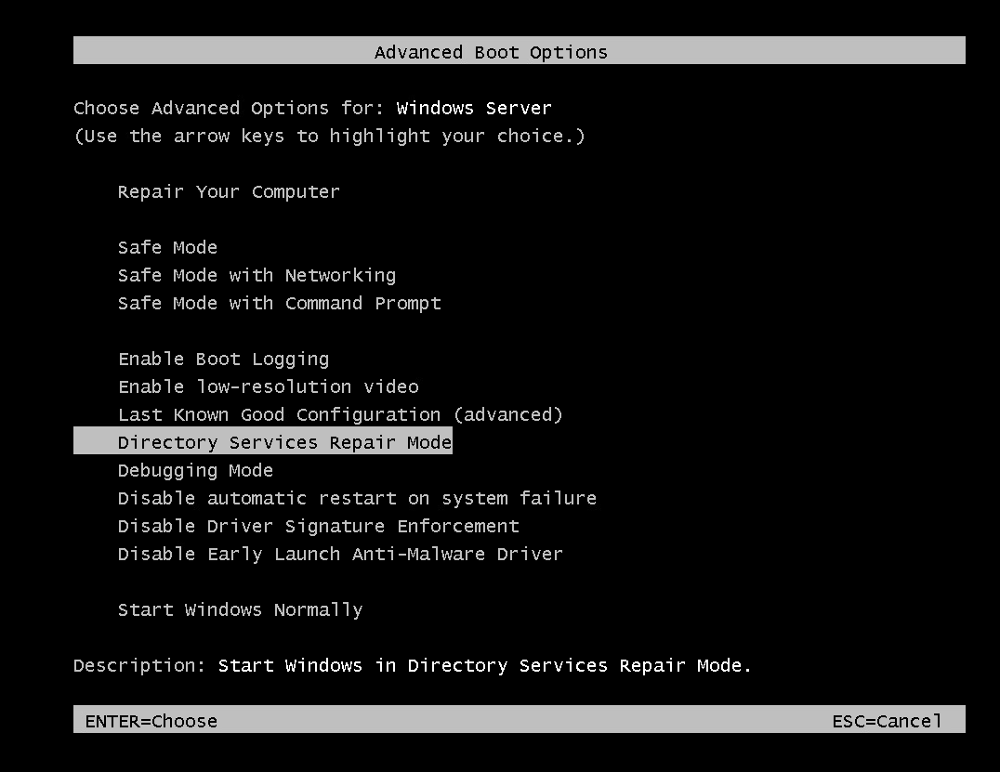 Advanced Boot Options
Choose Advanced Options for: Windows Server
(Use the arrow keys to highlight your choice.)
Repair Your Computer
Safe Mode
Safe Mode with Networking
Safe Mode with Command Prompt
Enable Boot Logging
Enable low-resolution video
Last Known Good Configuration (advanced)
Directory Services Repair Mode
Debugging Mode
Disable automatic restart on system failure
Disable Driver Signature Enforcement
Disable Early Launch Anti-Malware Driver
Start Windows Normally
Description: Start Windows in Directory Services Repair Mode.
ENTER=Choose ESC=Cancel